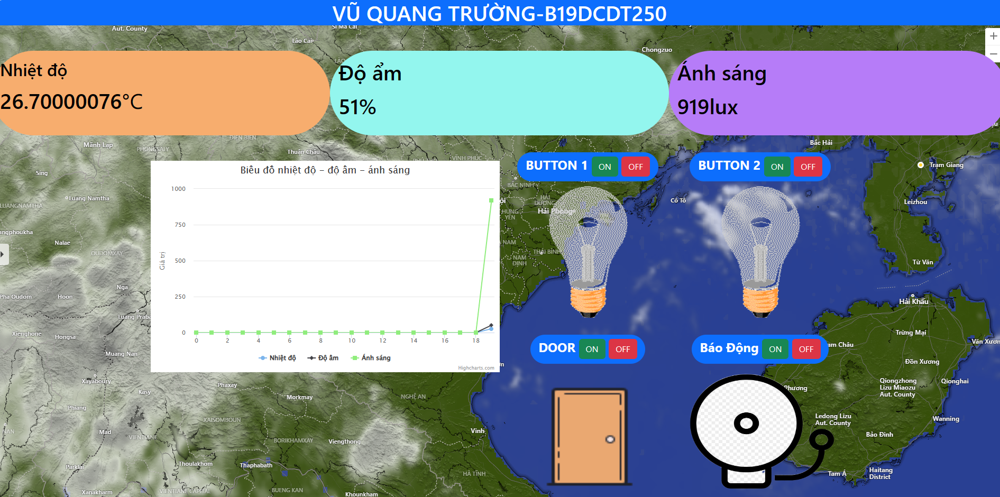 VŨ QUANG TRƯỜNG-B19DCDT250
Aut. County
Si Ma Cai
Lào Cai
Chongzuo
Nhiệt độ
26.70000076°C
Độ ẩm
51%
Ánh sáng
919lux
+
−
LÀO
ĐIỆN BIÊN
Mãnh Lạp
PHONGSALY
Thuận Châu
PHÚ THỌ
VĨNH PHÚC
Bắc Hải
Sing
Trạm Giang
BUTTON 1 ON OFF
BUTTON 2 ON OFF
Biểu đồ nhiệt độ - độ ẩm - ánh sáng
Giá trị
1000
750
500
250
0
0 2 4 6 8 10 12 14 16 18
Nhiệt độ Độ ẩm Ánh sáng
Highcharts.com
BẮC NINH
LUANGNAMTHA
Luang Namtha
HẢI DƯƠNG
Cô Tô
Leizhou
Hải Phòng
HƯNG YÊN
angphoukha
Nalae
À NAM
OUDOMXAY
THÁI BÌNH
NAM ĐỊNH
Từ Văn
Nga
Pha Oudom
Hoon
Hải Khấu
Luang Praba
Xienghone
Hongsa
Trừng Mại
Văn Xươn
Muang Nan
DOOR ON OFF
Báo Động ON OFF
am Châu
Đồn Xương
Xayaboury
Phaxay
Qiongzhong
Lizu Miaozu
Aut. County
Qionghai
Phương
Kasy
Morkmay
NGHỆ AN
Phiang
XAISOMBOUN
Ledong Lizu
Aut. County
Wanning
NAN
Mad
VIENTIANE
BORIKHAMXAY
Viengthong
Vinh
Bảo Đình
Parklai
Thoulakhom
Thaphabath
HÀ TĨNH
Tam Á
Haitang
District
Xanakharm
VIENTIANE CAPITAL
BUENG KAN
Khounkham